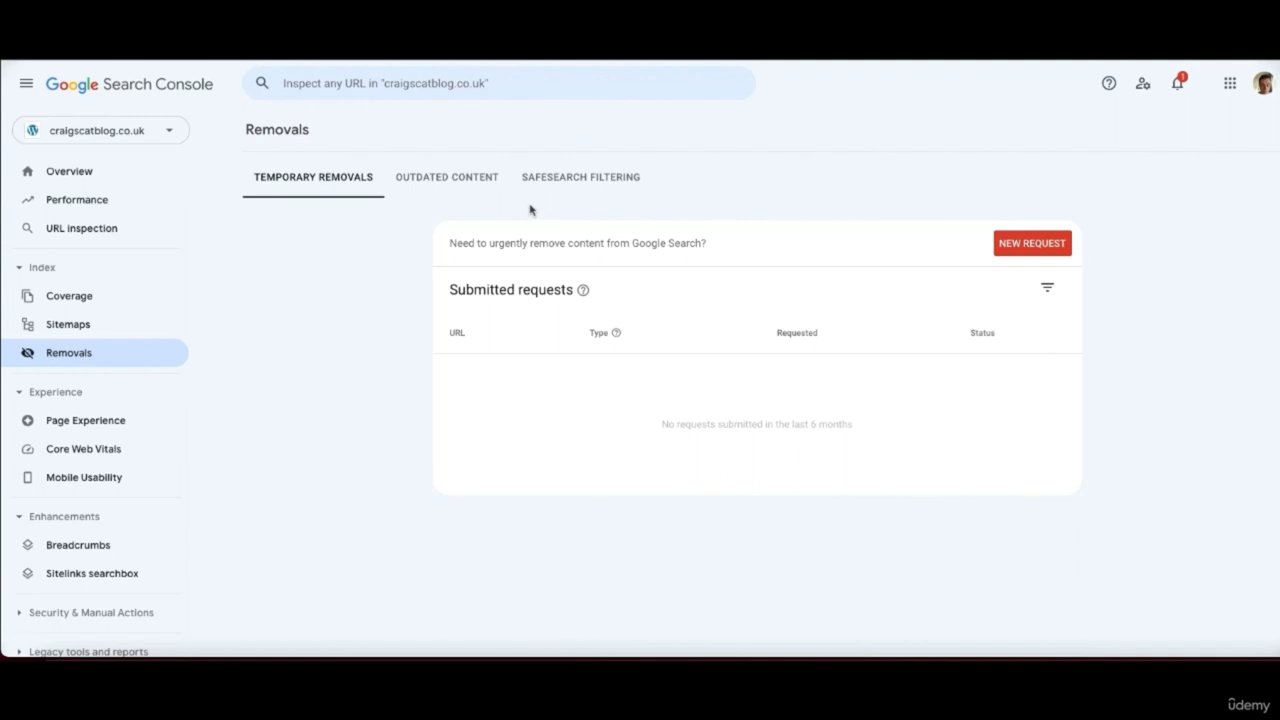 Google Search Console
Inspect any URL in "craigscatblog.co.uk"
1
craigscatblog.co.uk
Removals
Overview
Performance
URL inspection
Index
Coverage
Sitemaps
Removals
Experience
Page Experience
Core Web Vitals
Mobile Usability
Enhancements
Breadcrumbs
Sitelinks searchbox
Security & Manual Actions
Legacy tools and reports
TEMPORARY REMOVALS
OUTDATED CONTENT
SAFESEARCH FILTERING
Need to urgently remove content from Google Search?
NEW REQUEST
Submitted requests
URL
Type
Requested
Status
No requests submitted in the last 6 months
ûdemy